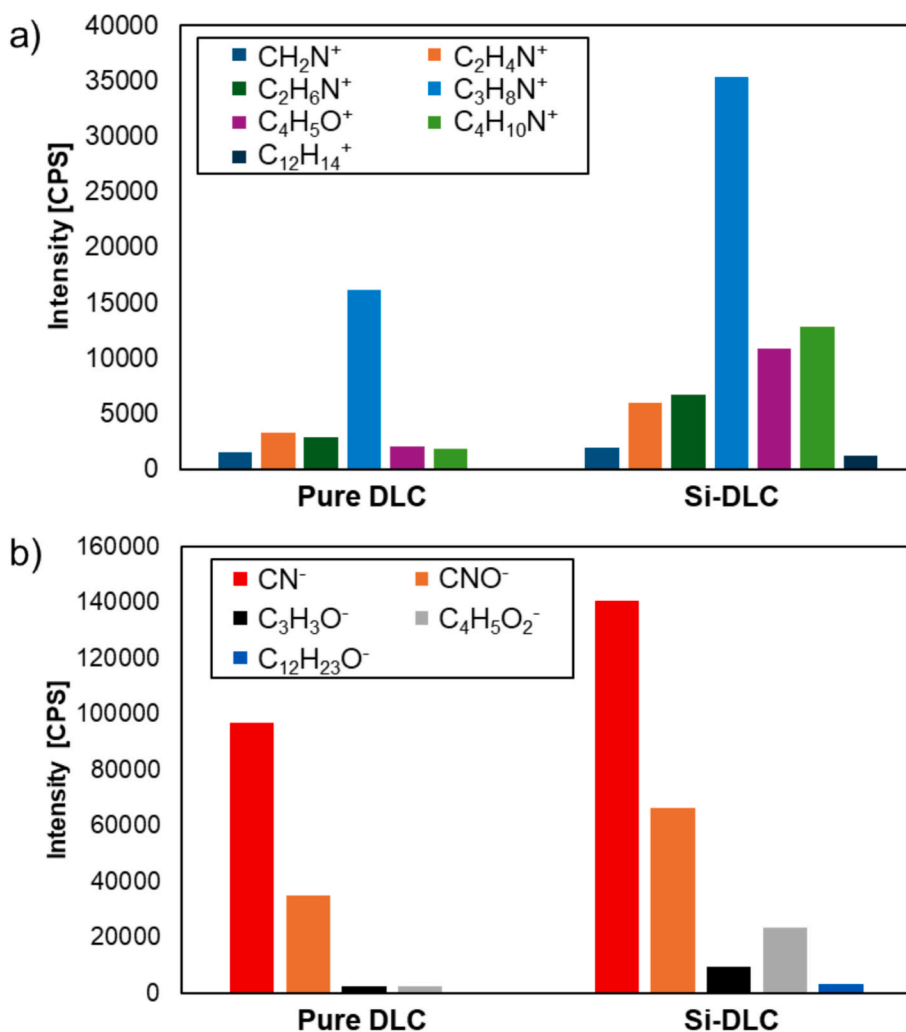 a)
40000
35000
30000
25000
20000
15000
10000
5000
0
Intensity [CPS]
CH₂N⁺ C₂H₄N⁺
C₂H₆N⁺ C₃H₈N⁺
C₄H₅O⁺ C₄H₁₀N⁺
C₁₂H₁₄⁺
Pure DLC Si-DLC
b)
160000
140000
120000
100000
80000
60000
40000
20000
0
Intensity [CPS]
CN⁻ CNO⁻
C₃H₃O⁻ C₄H₅O₂⁻
C₁₂H₂₃O⁻
Pure DLC Si-DLC